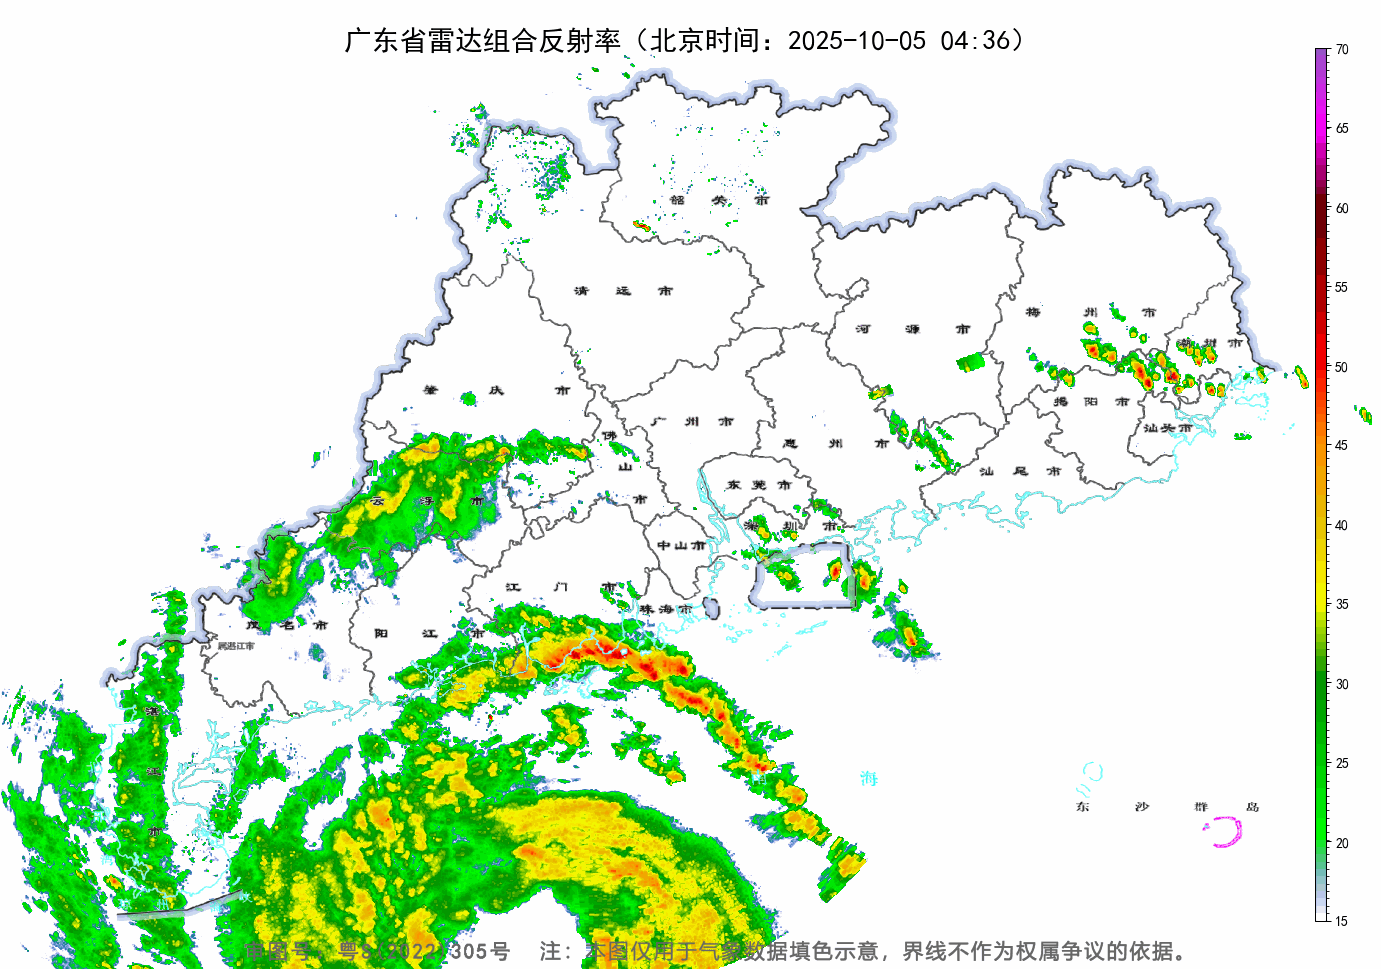 广东省雷达组合反射率（北京时间：2025-10-05 04:36）
70
65
60
55
50
45
40
35
30
25
20
15
韶关市
清远市
河源市
梅州市
潮州市
肇庆市
广州市
揭阳市
佛山市
惠州市
汕头市
汕尾市
东莞市
云浮市
深圳市
中山市
江门市
珠海市
茂名市
阳江市
属湛江市
湛江市
海
东沙群岛
审图号：粤S(2022)305号 注：本图仅用于气象数据填色示意，界线不作为权属争议的依据。